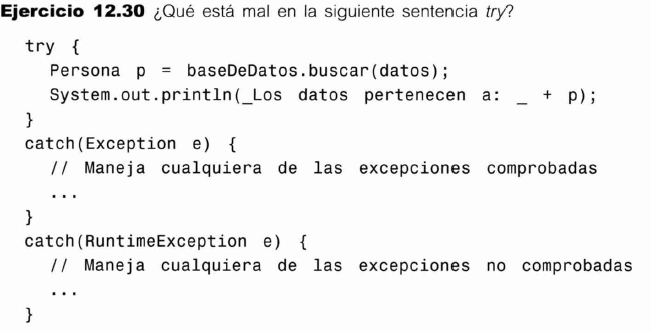 Ejercicio 12.30 ¿Qué está mal en la siguiente sentencia try?
try {
Persona p = baseDeDatos.buscar(datos);
System.out.println(_Los datos pertenecen a: _ + p);
}
catch(Exception e) {
// Maneja cualquiera de las excepciones comprobadas
...
}
catch(RuntimeException e) {
// Maneja cualquiera de las excepciones no comprobadas
...
}